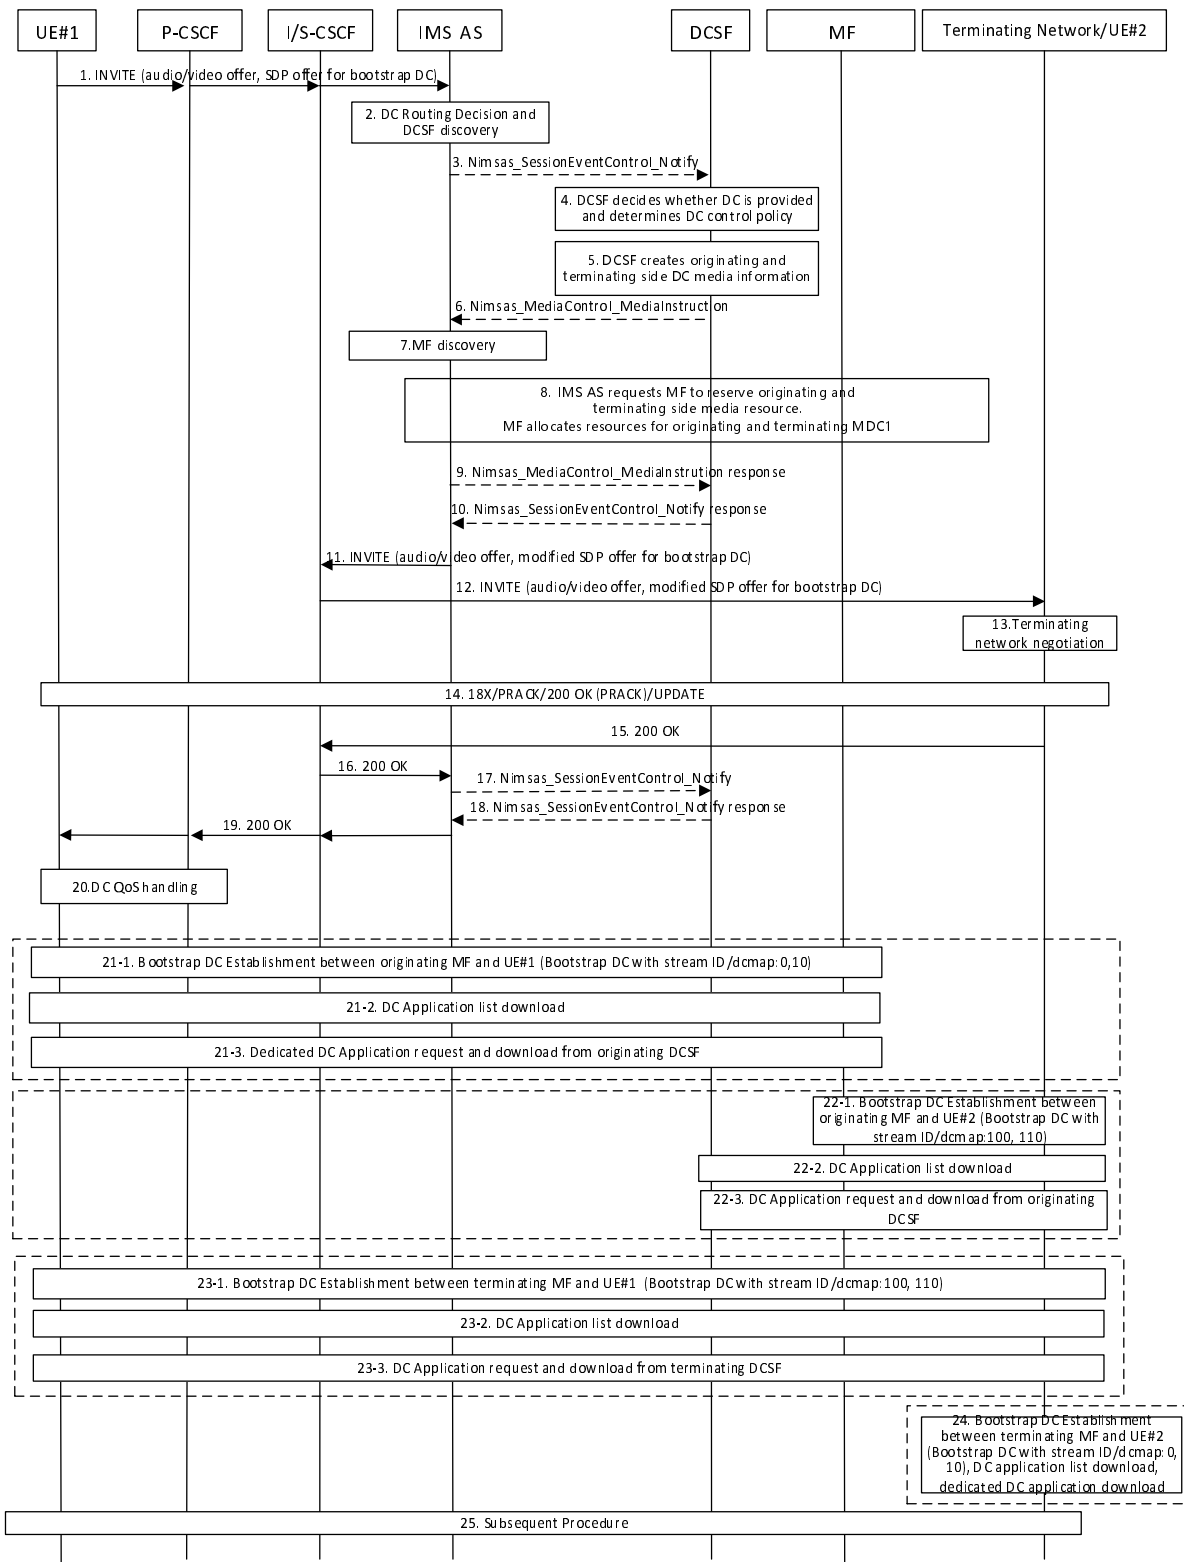 UE#1
P-CSCF
I/S-CSCF
IMS AS
DCSF
MF
Terminating Network/UE#2
1. INVITE (audio/video offer, SDP offer for bootstrap DC)
2. DC Routing Decision and
DCSF discovery
3. Nimsas_SessionEventControl_Notify
4. DCSF decides whether DC is provided
and determines DC control policy
5. DCSF creates originating and
terminating side DC media information
6. Nimsas_MediaControl_MediaInstruction
7.MF discovery
8. IMS AS requests MF to reserve originating and
terminating side media resource.
MF allocates resources for originating and terminating MDC1
9. Nimsas_MediaControl_MediaInstrution response
10. Nimsas_SessionEventControl_Notify response
11. INVITE (audio/video offer, modified SDP offer for bootstrap DC)
12. INVITE (audio/video offer, modified SDP offer for bootstrap DC)
13.Terminating
network negotiation
14. 18X/PRACK/200 OK (PRACK)/UPDATE
15. 200 OK
16. 200 OK
17. Nimsas_SessionEventControl_Notify
18. Nimsas_SessionEventControl_Notify response
19. 200 OK
20.DC QoS handling
21-1. Bootstrap DC Establishment between originating MF and UE#1 (Bootstrap DC with stream ID/dcmap: 0,10)
21-2. DC Application list download
21-3. Dedicated DC Application request and download from originating DCSF
22-1. Bootstrap DC Establishment between
originating MF and UE#2 (Bootstrap DC with
stream ID/dcmap:100, 110)
22-2. DC Application list download
22-3. DC Application request and download from originating
DCSF
23-1. Bootstrap DC Establishment between terminating MF and UE#1 (Bootstrap DC with stream ID/dcmap: 100, 110)
23-2. DC Application list download
23-3. DC Application request and download from terminating DCSF
24. Bootstrap DC Establishment
between terminating MF and UE#2
(Bootstrap DC with stream ID/dcmap: 0,
10), DC application list download,
dedicated DC application download
25. Subsequent Procedure